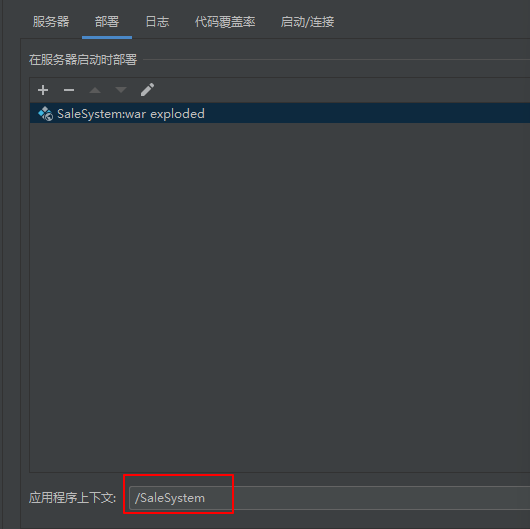 服务器 部署 日志 代码覆盖率 启动/连接
在服务器启动时部署
SaleSystem:war exploded
应用程序上下文: /SaleSystem